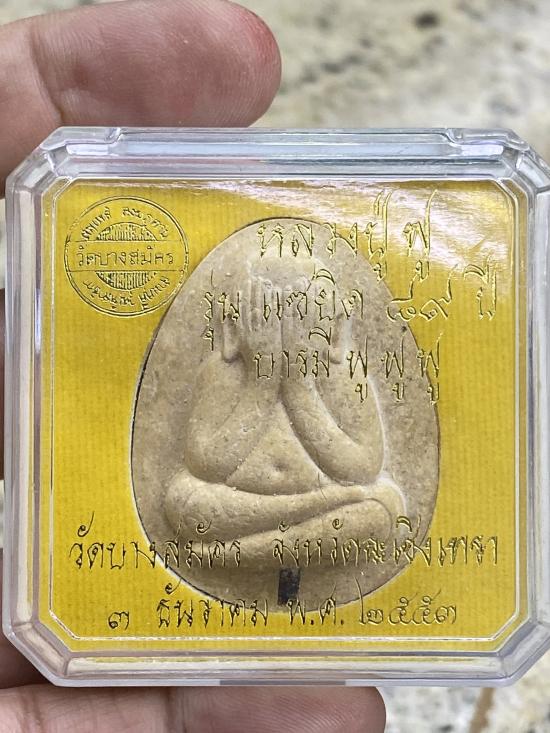 วัดบางสมัคร
หลวงปู่ฟู
รุ่น แซยิด ๘๙ ปี
บารมี ฟูฟูฟู
วัดบางสมัคร จังหวัดฉะเชิงเทรา
๓ ธันวาคม พ.ศ. ๒๕๕๓